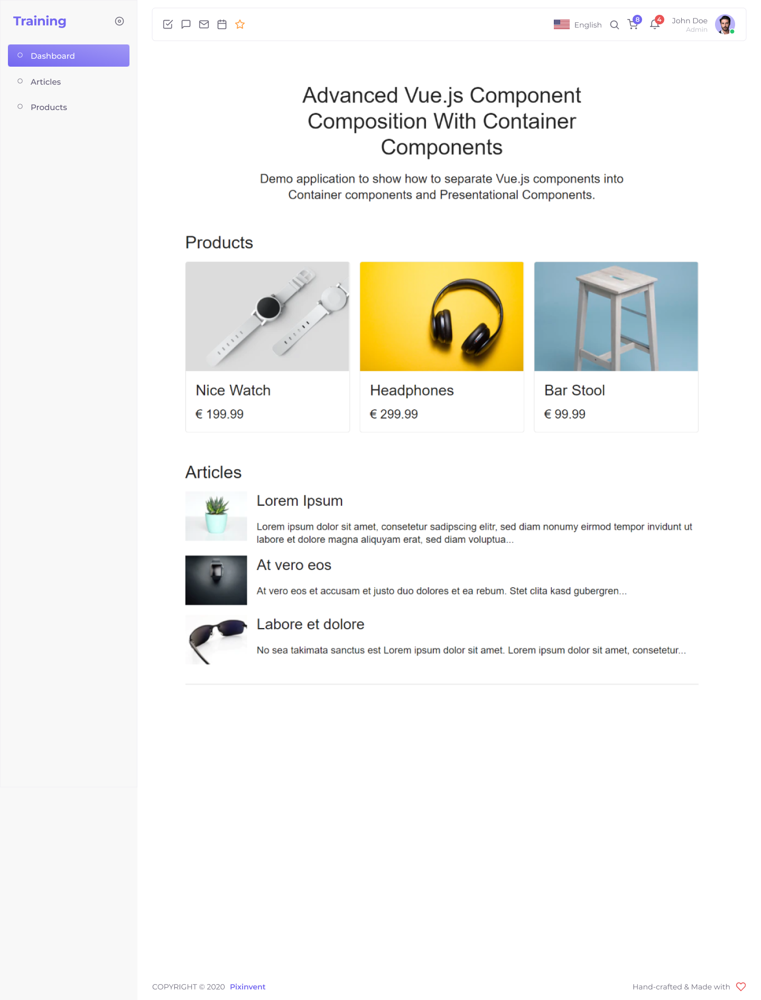 Training
Dashboard
Articles
Products
English
8
4
John Doe
Admin
Advanced Vue.js Component
Composition With Container
Components
Demo application to show how to separate Vue.js components into
Container components and Presentational Components.
Products
Nice Watch
€ 199.99
Headphones
€ 299.99
Bar Stool
€ 99.99
Articles
Lorem Ipsum
Lorem ipsum dolor sit amet, consetetur sadipscing elitr, sed diam nonumy eirmod tempor invidunt ut
labore et dolore magna aliquyam erat, sed diam voluptua...
At vero eos
At vero eos et accusam et justo duo dolores et ea rebum. Stet clita kasd gubergren...
Labore et dolore
No sea takimata sanctus est Lorem ipsum dolor sit amet. Lorem ipsum dolor sit amet, consetetur...
COPYRIGHT © 2020 Pixinvent
Hand-crafted & Made with